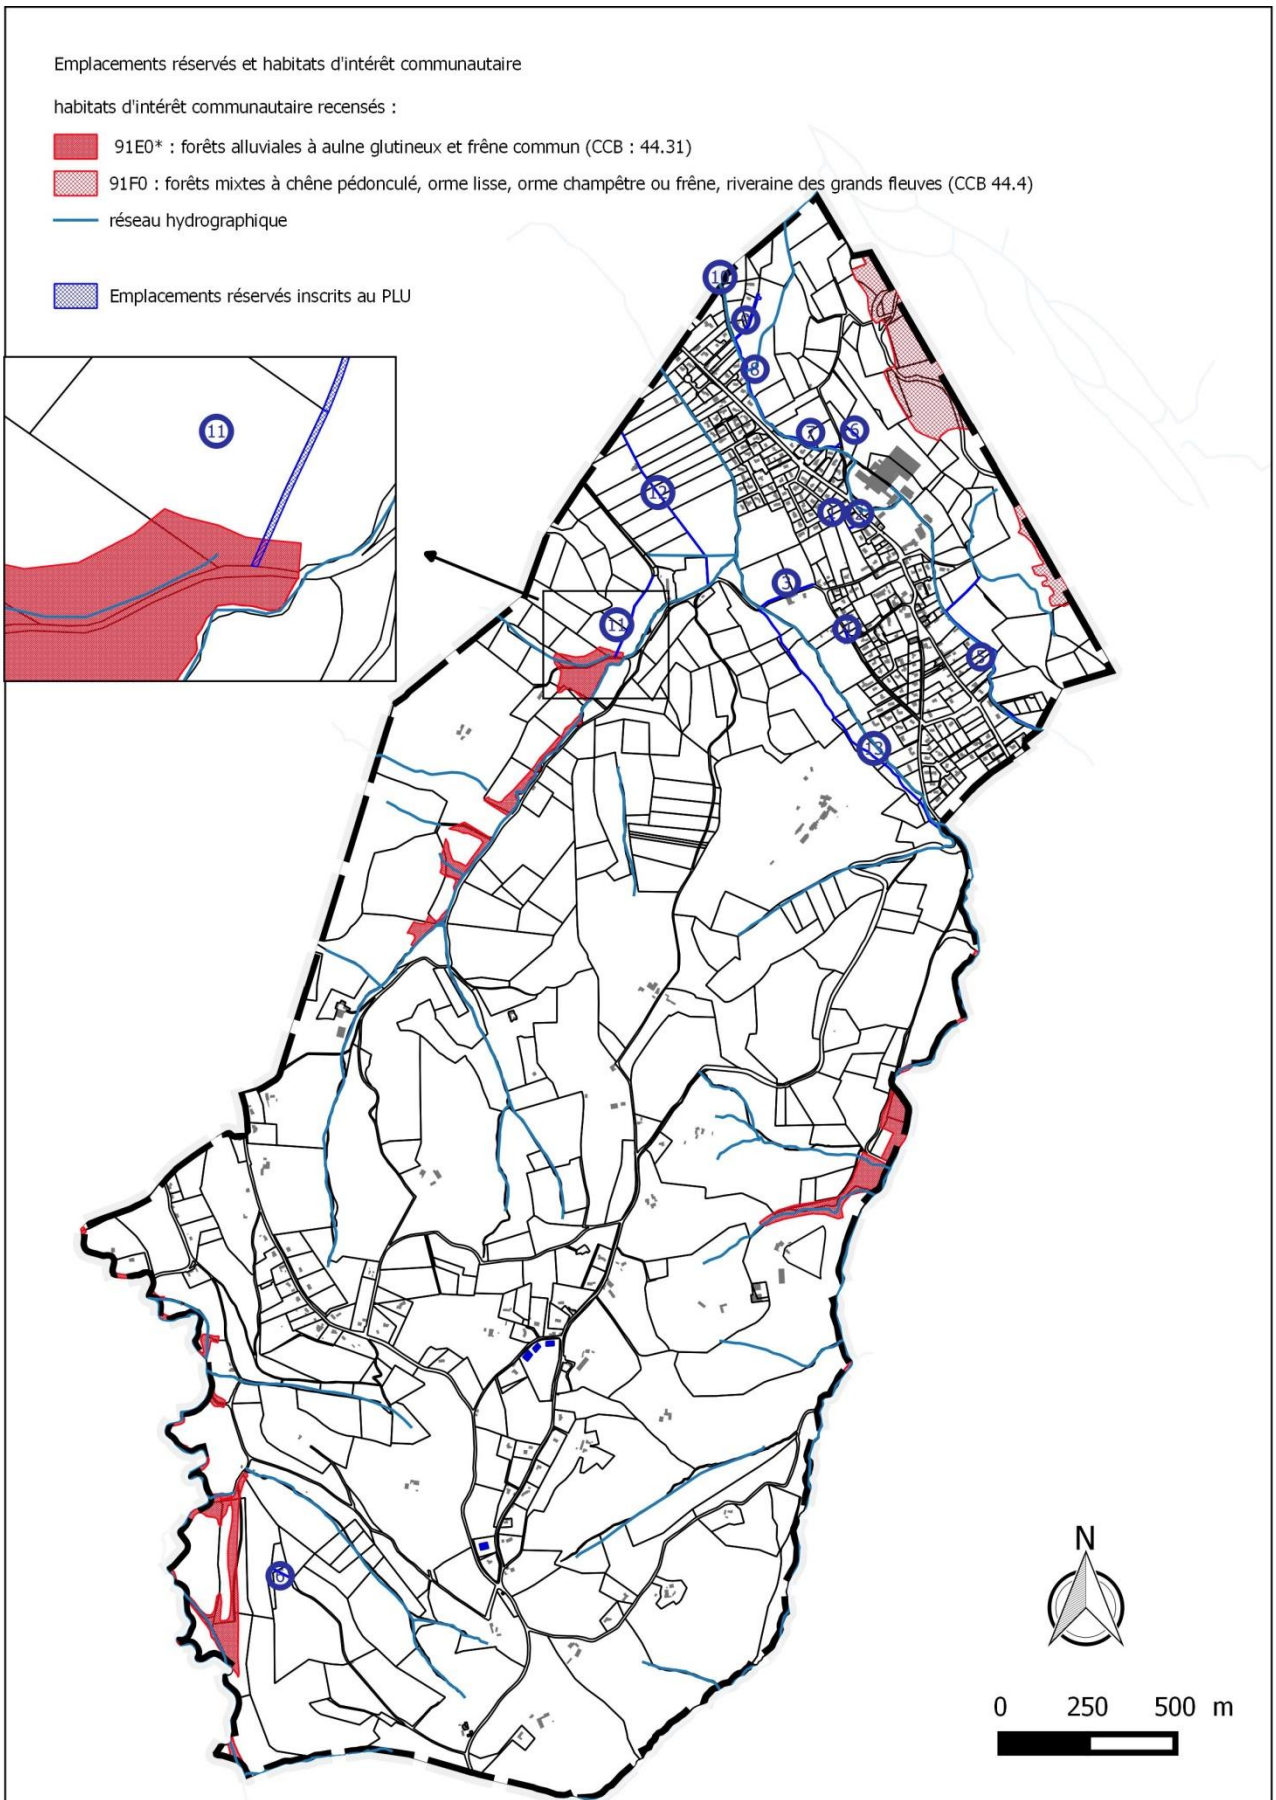 Emplacements réservés et habitats d'intérêt communautaire
habitats d'intérêt communautaire recensés :
91E0* : forêts alluviales à aulne glutineux et frêne commun (CCB : 44.31)
91F0 : forêts mixtes à chêne pédonculé, orme lisse, orme champêtre ou frêne, riveraine des grands fleuves (CCB 44.4)
réseau hydrographique
Emplacements réservés inscrits au PLU
10
8
7
6
11
12
3
11
5
13
N
0 250 500 m